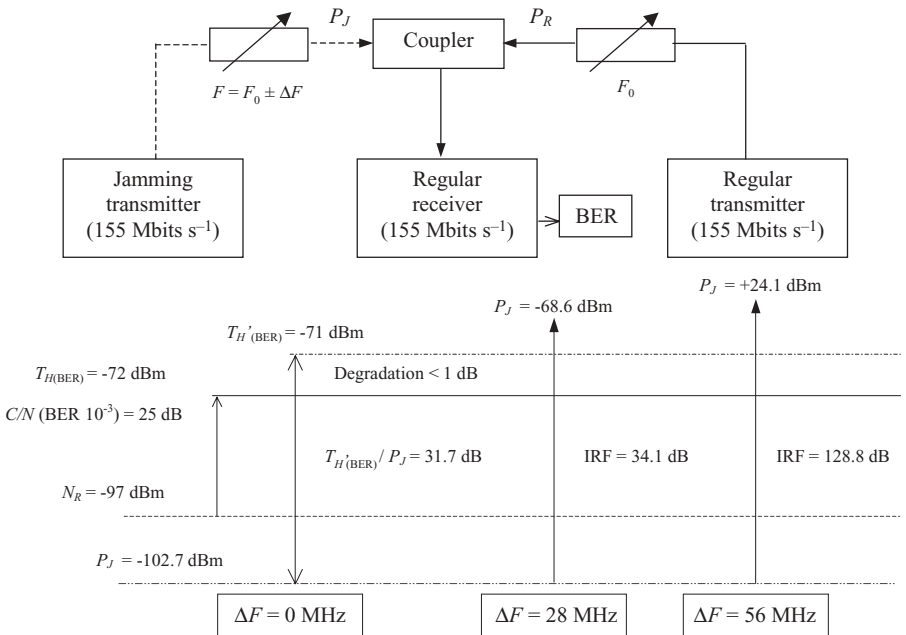 P_J
P_R
Coupler
F = F_0 ± ΔF
F_0
Jamming
transmitter
(155 Mbits s⁻¹)
Regular
receiver
(155 Mbits s⁻¹)
BER
Regular
transmitter
(155 Mbits s⁻¹)
P_J = +24.1 dBm
P_J = -68.6 dBm
T_H'(BER) = -71 dBm
T_H(BER) = -72 dBm
Degradation < 1 dB
C/N (BER 10⁻³) = 25 dB
T_H'(BER) / P_J = 31.7 dB
IRF = 34.1 dB
IRF = 128.8 dB
N_R = -97 dBm
P_J = -102.7 dBm
ΔF = 0 MHz
ΔF = 28 MHz
ΔF = 56 MHz